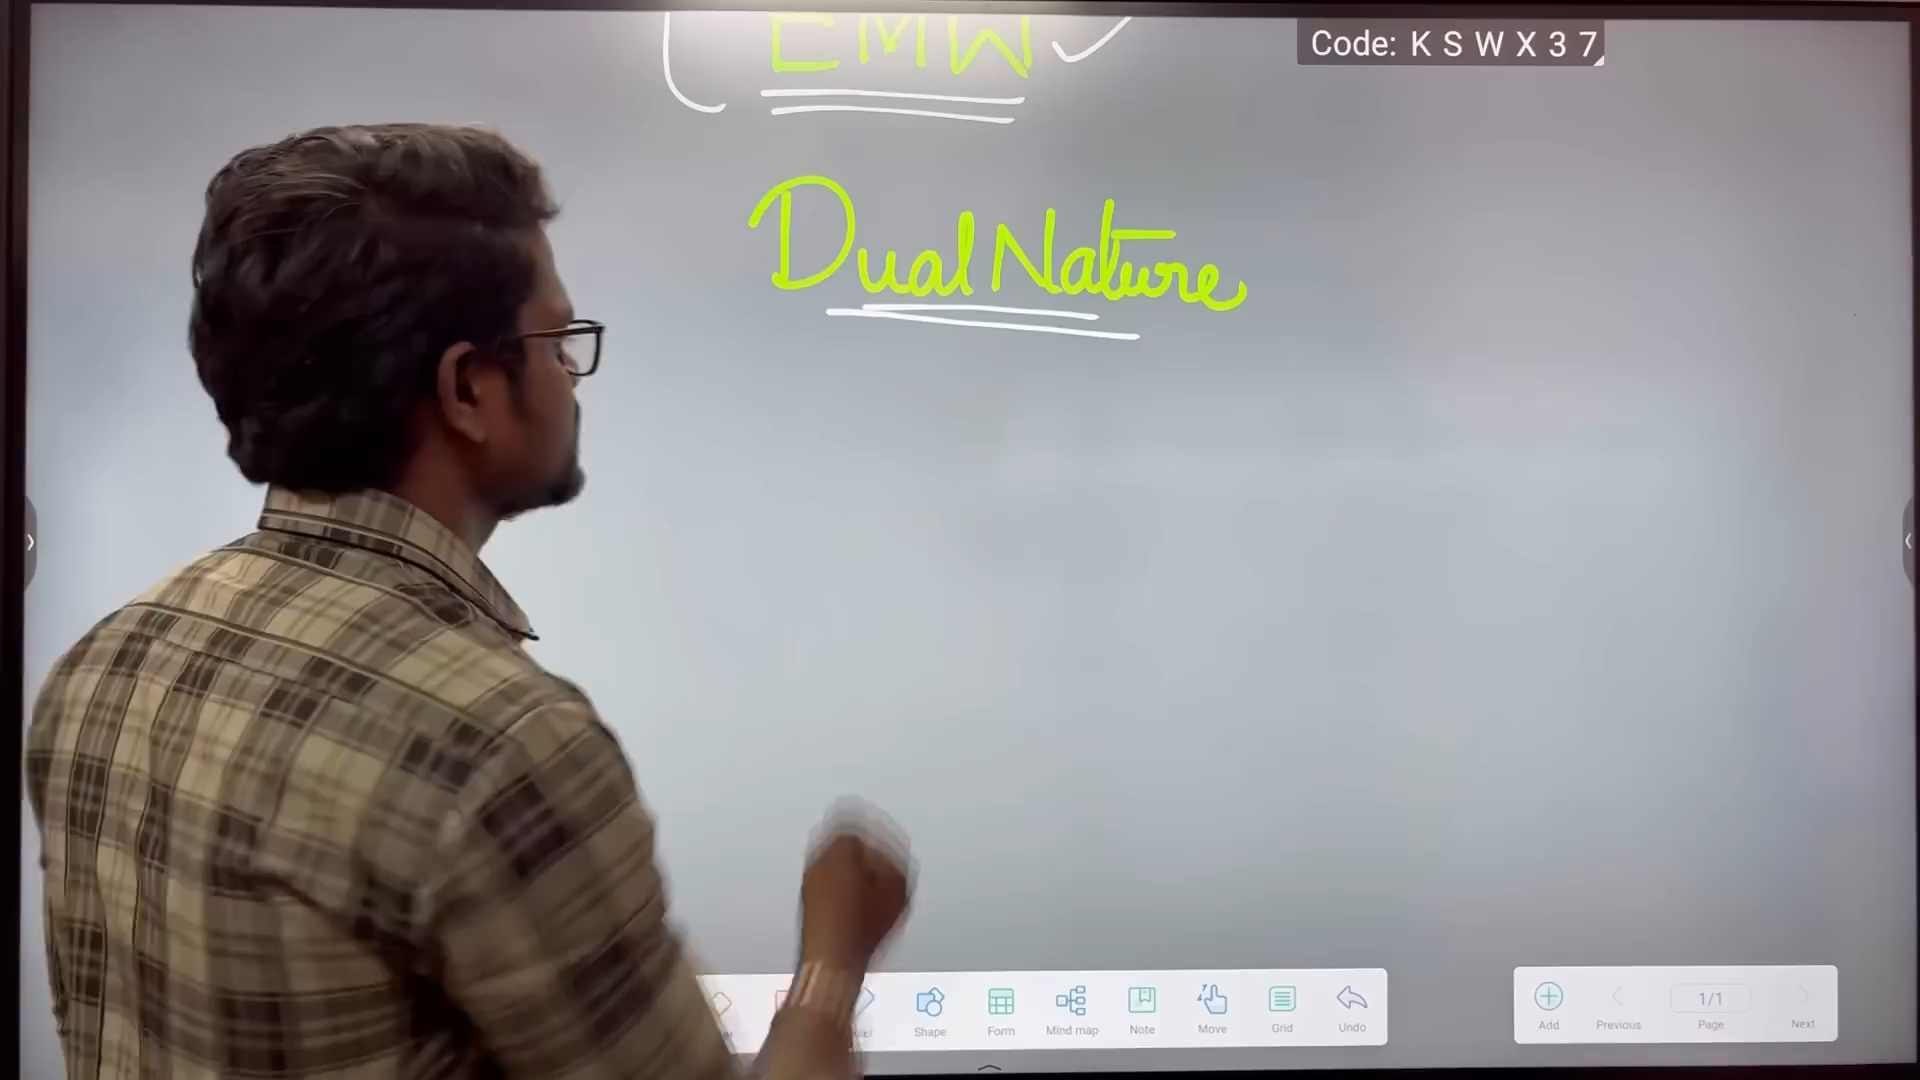 EMW
Code: K S W X 3 7
Dual Nature
Shape
Form
Mind map
Note
Move
Grid
Undo
Add
Previous
1/1
Page
Next